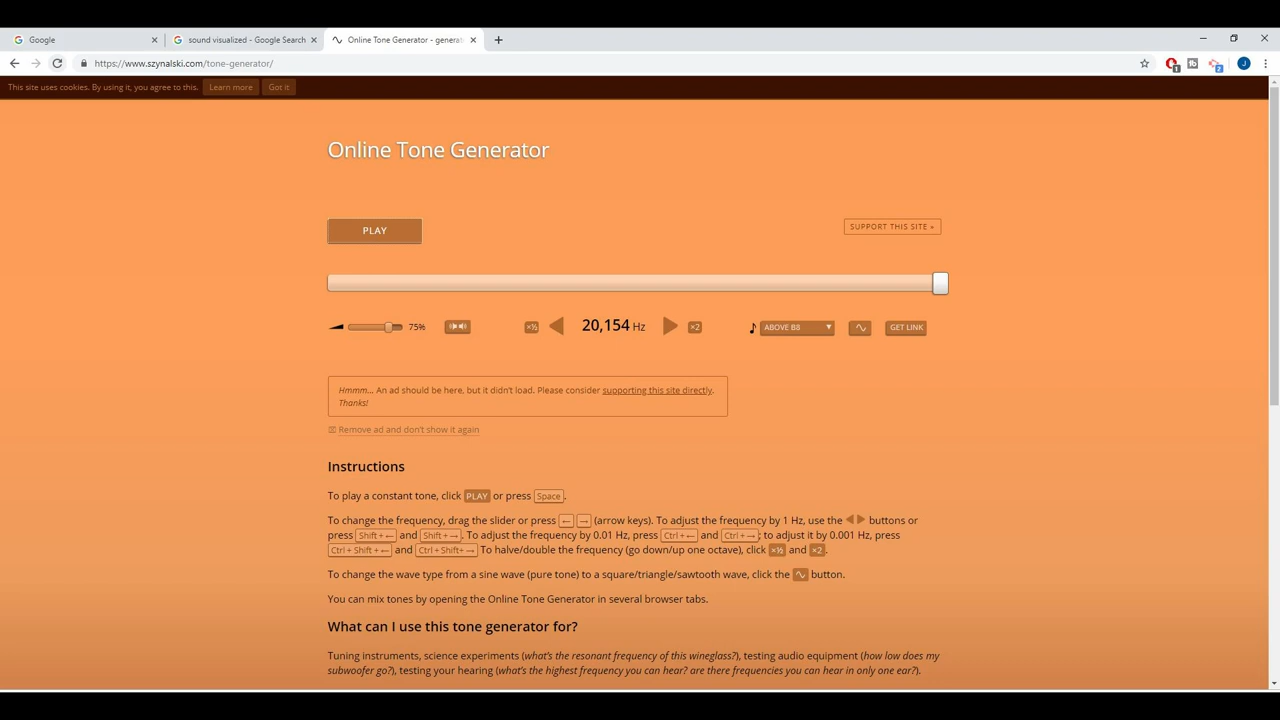 Google
sound visualized - Google Search
Online Tone Generator - generat
https://www.szynalski.com/tone-generator/
This site uses cookies. By using it, you agree to this. Learn more Got it
Online Tone Generator
PLAY
SUPPORT THIS SITE »
75% ×½ 20,154 Hz ×2 ABOVE B8 GET LINK
Hmmm... An ad should be here, but it didn't load. Please consider supporting this site directly.
Thanks!
Remove ad and don't show it again
Instructions
To play a constant tone, click PLAY or press Space.
To change the frequency, drag the slider or press ← → (arrow keys). To adjust the frequency by 1 Hz, use the ◀ ▶ buttons or
press Shift + ← and Shift + →. To adjust the frequency by 0.01 Hz, press Ctrl + ← and Ctrl + →; to adjust it by 0.001 Hz, press
Ctrl + Shift + ← and Ctrl + Shift + → To halve/double the frequency (go down/up one octave), click ×½ and ×2.
To change the wave type from a sine wave (pure tone) to a square/triangle/sawtooth wave, click the button.
You can mix tones by opening the Online Tone Generator in several browser tabs.
What can I use this tone generator for?
Tuning instruments, science experiments (what's the resonant frequency of this wineglass?), testing audio equipment (how low does my
subwoofer go?), testing your hearing (what's the highest frequency you can hear? are there frequencies you can hear in only one ear?).